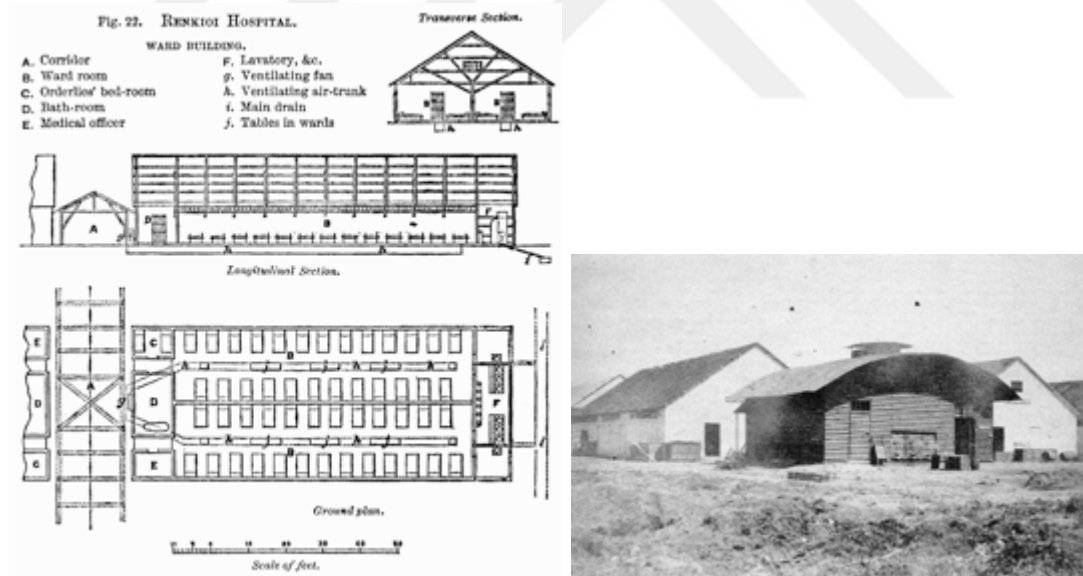 Fig. 22. RENKIOI HOSPITAL.
WARD BUILDING.
A. Corridor
B. Ward room
C. Orderlies' bed-room
D. Bath-room
E. Medical officer
F. Lavatory, &c.
g. Ventilating fan
h. Ventilating air-trunk
i. Main drain
j. Tables in wards
Transverse Section.
B B
A
D
B
F
Longitudinal Section.
E
D
C
A
C
D
E
B
B
F
Ground plan.
Scale of feet.